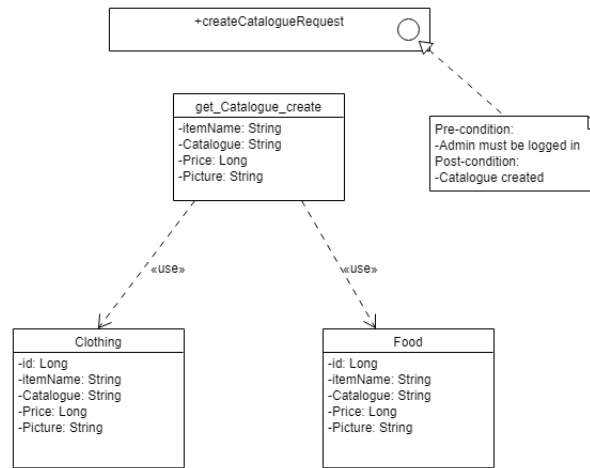 +createCatalogueRequest
get_Catalogue_create
-itemName: String
-Catalogue: String
-Price: Long
-Picture: String
Pre-condition:
-Admin must be logged in
Post-condition:
-Catalogue created
«use»
«use»
Clothing
-id: Long
-itemName: String
-Catalogue: String
-Price: Long
-Picture: String
Food
-id: Long
-itemName: String
-Catalogue: String
-Price: Long
-Picture: String